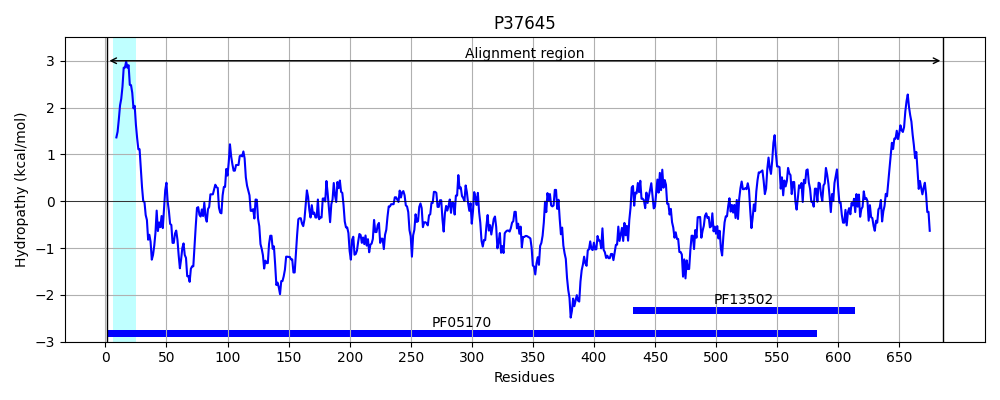 P37645
Alignment region
Hydropathy (kcal/mol)
3
2
1
0
−1
−2
−3
PF13502
PF05170
0 50 100 150 200 250 300 350 400 450 500 550 600 650
Residues